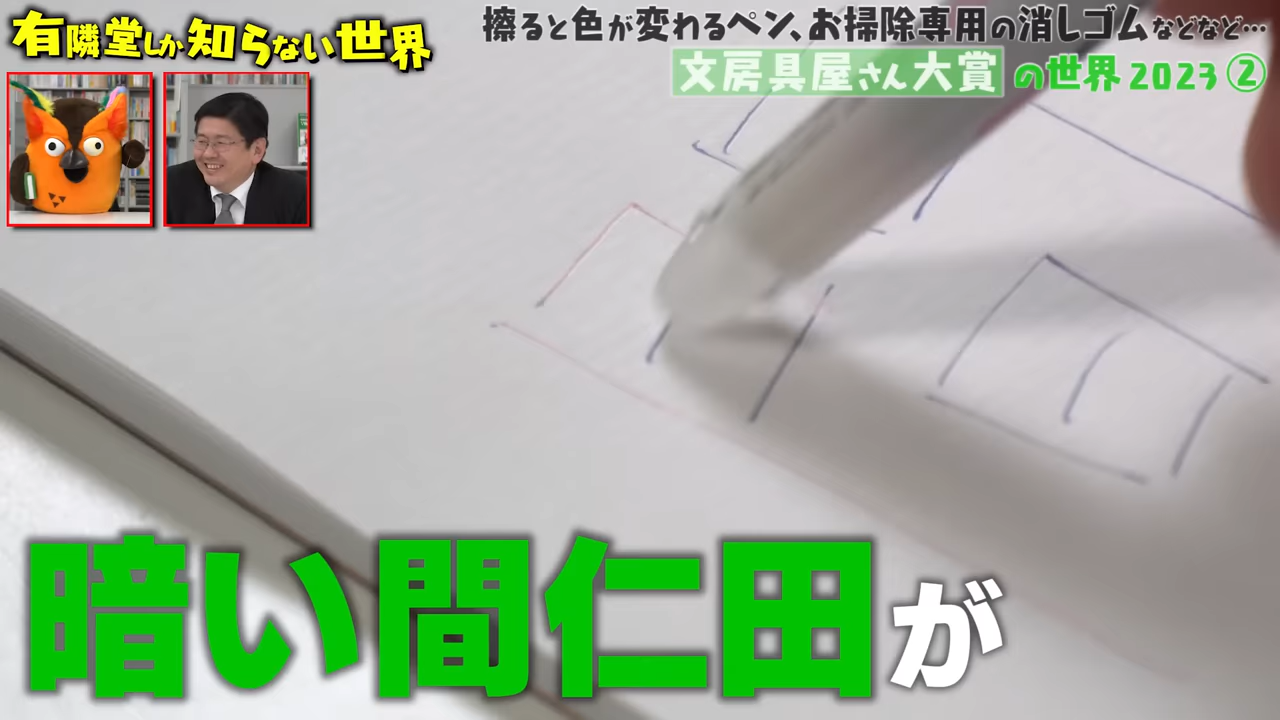 有隣堂しか知らない世界
擦ると色が変わるペン、お掃除専用の消しゴムなどなど…
文房具屋さん大賞の世界2023②
暗い間仁田が